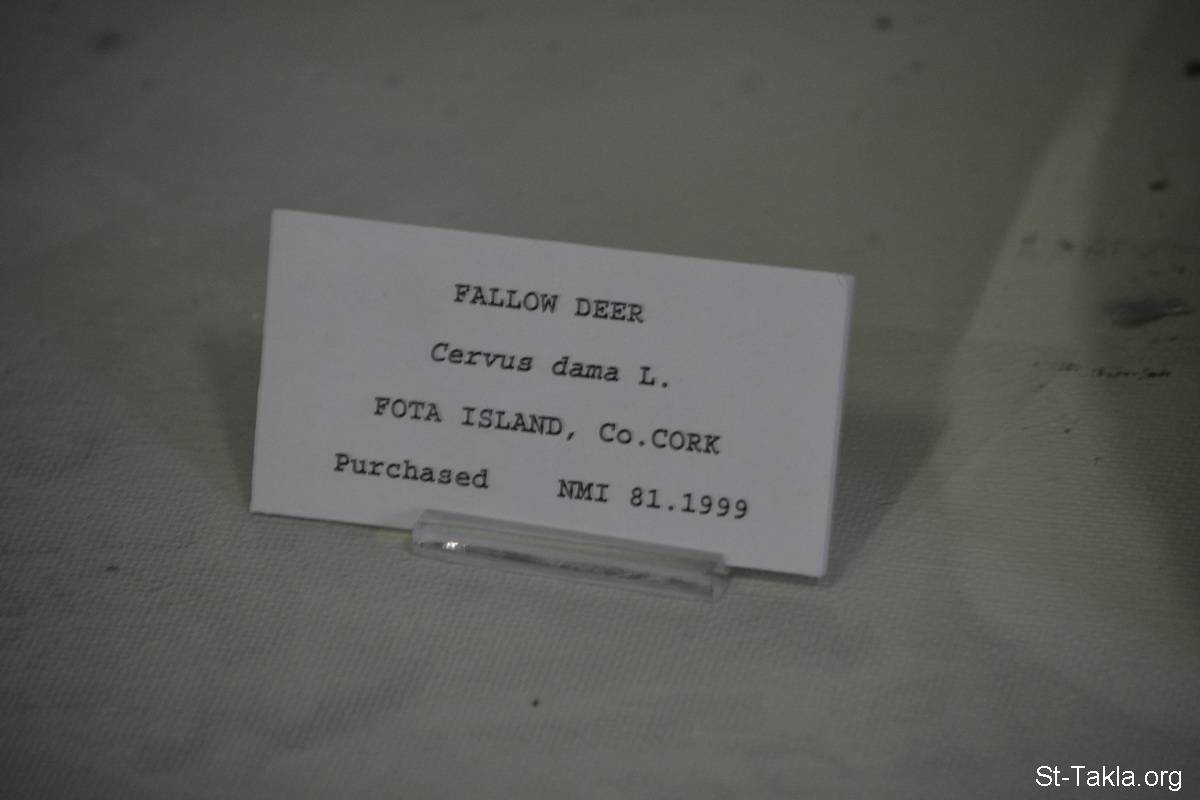 FALLOW DEER
Cervus dama L.
FOTA ISLAND, Co.CORK
Purchased NMI 81.1999
St-Takla.org